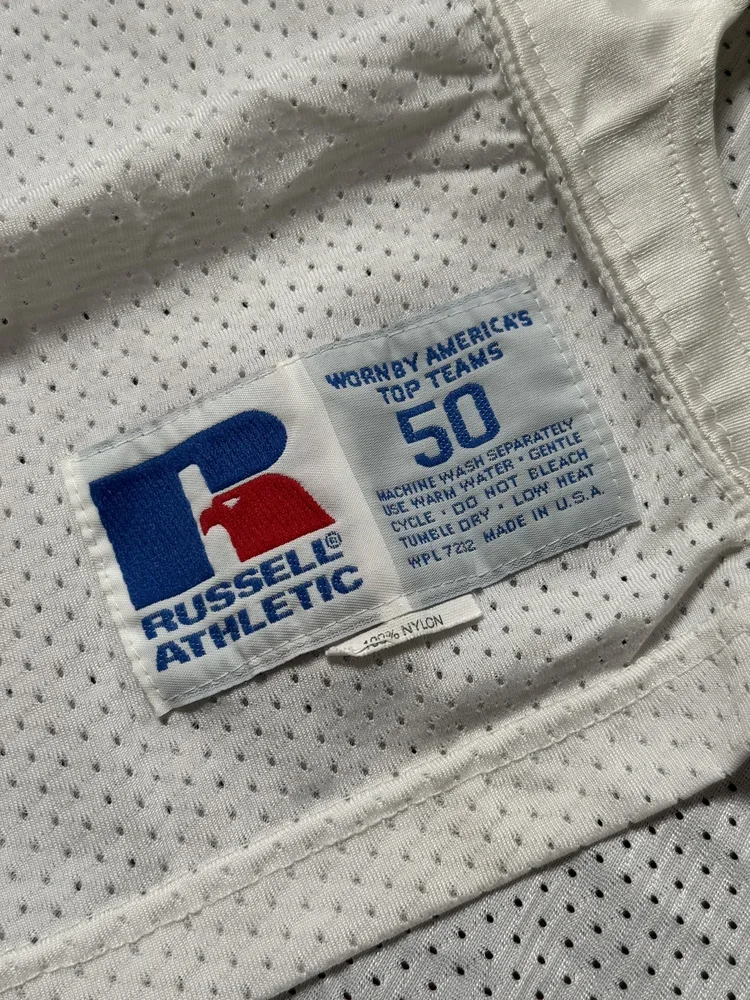 RUSSELL®
ATHLETIC
WORN BY AMERICA'S
TOP TEAMS
50
MACHINE WASH SEPARATELY
USE WARM WATER • GENTLE
CYCLE • DO NOT BLEACH
TUMBLE DRY • LOW HEAT
WPL 7232 MADE IN U.S.A.
100% NYLON